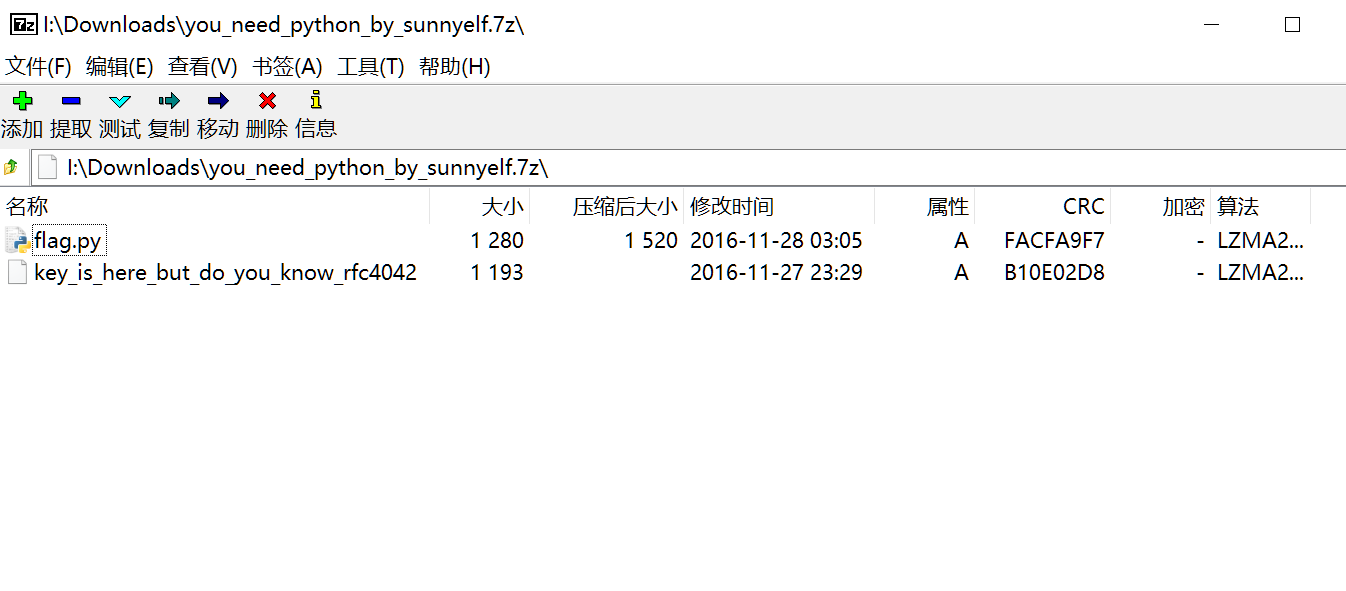 I:\Downloads\you_need_python_by_sunnyelf.7z\
文件(F) 编辑(E) 查看(V) 书签(A) 工具(T) 帮助(H)
添加 提取 测试 复制 移动 删除 信息
I:\Downloads\you_need_python_by_sunnyelf.7z\
名称 大小 压缩后大小 修改时间 属性 CRC 加密 算法
flag.py 1 280 1 520 2016-11-28 03:05 A FACFA9F7 - LZMA2...
key_is_here_but_do_you_know_rfc4042 1 193 2016-11-27 23:29 A B10E02D8 - LZMA2...